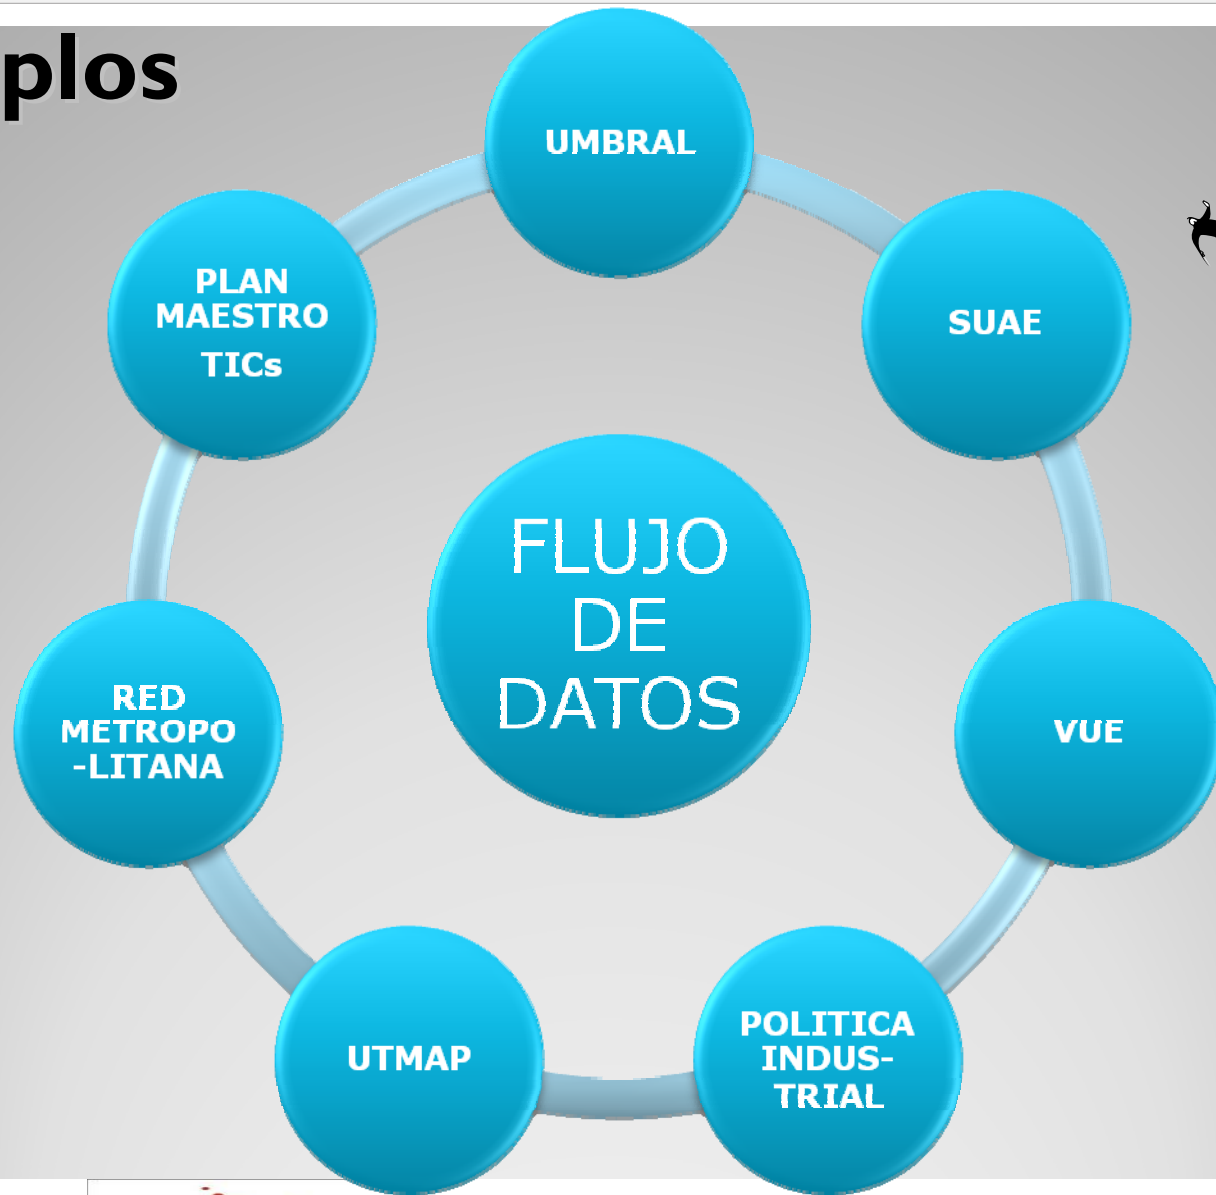 plos
UMBRAL
SUAE
VUE
POLITICA
INDUS-
TRIAL
UTMAP
RED
METROPO
-LITANA
PLAN
MAESTRO
TICs
FLUJO
DE
DATOS